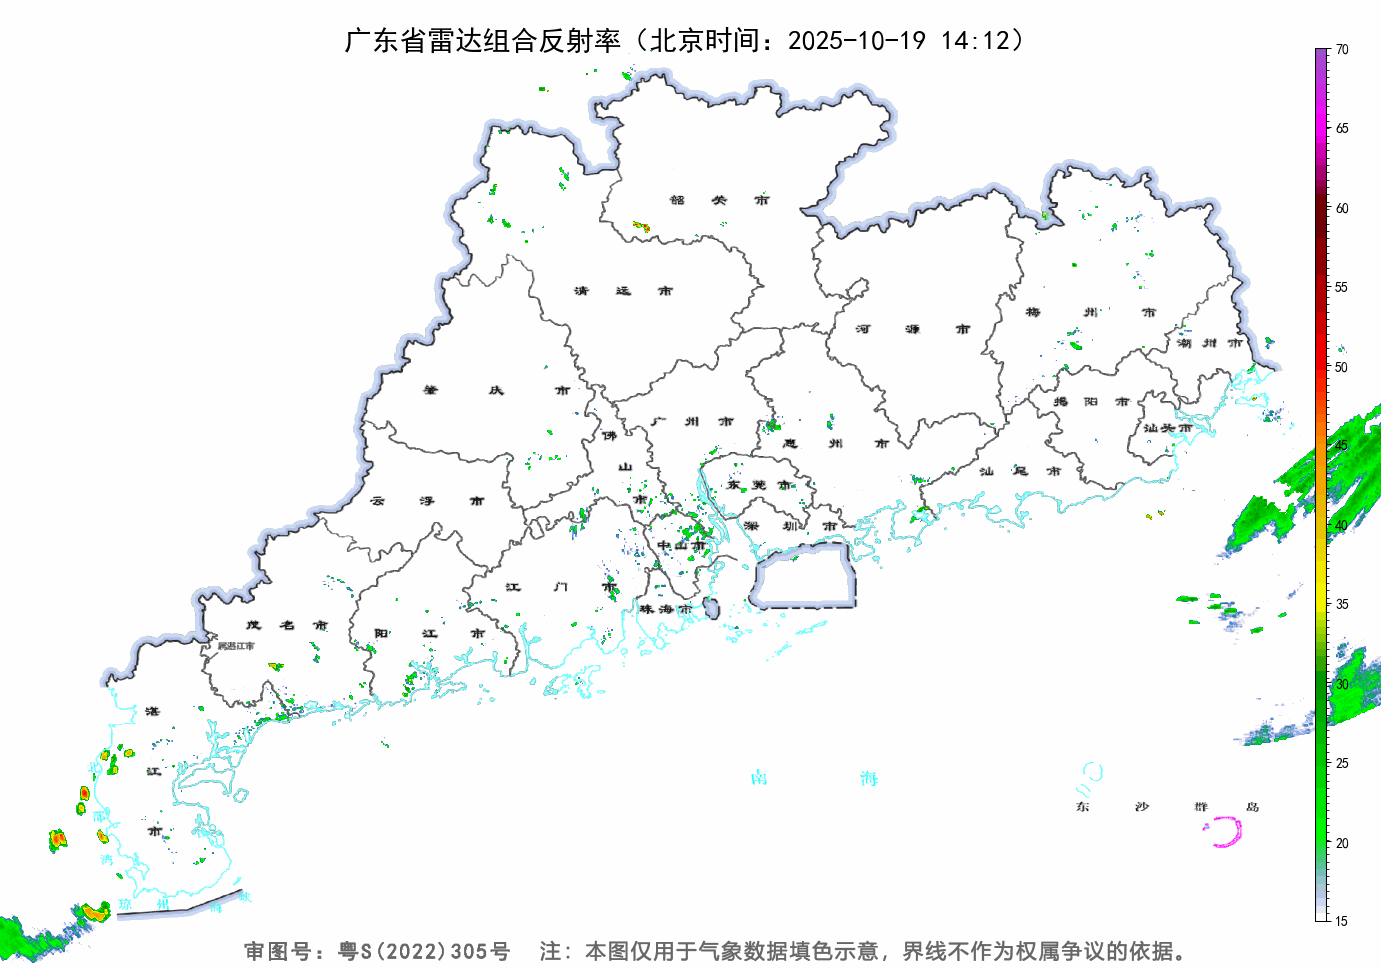 广东省雷达组合反射率（北京时间：2025-10-19 14:12）
70
65
60
55
50
45
40
35
30
25
20
15
韶关市
清远市
河源市
梅州市
潮州市
肇庆市
广州市
惠州市
揭阳市
汕头市
汕尾市
佛山市
云浮市
东莞市
深圳市
中山市
江门市
珠海市
茂名市
属湛江市
阳江市
湛江市
北部湾
琼州海峡
南海
东沙群岛
审图号：粤S(2022)305号 注：本图仅用于气象数据填色示意，界线不作为权属争议的依据。